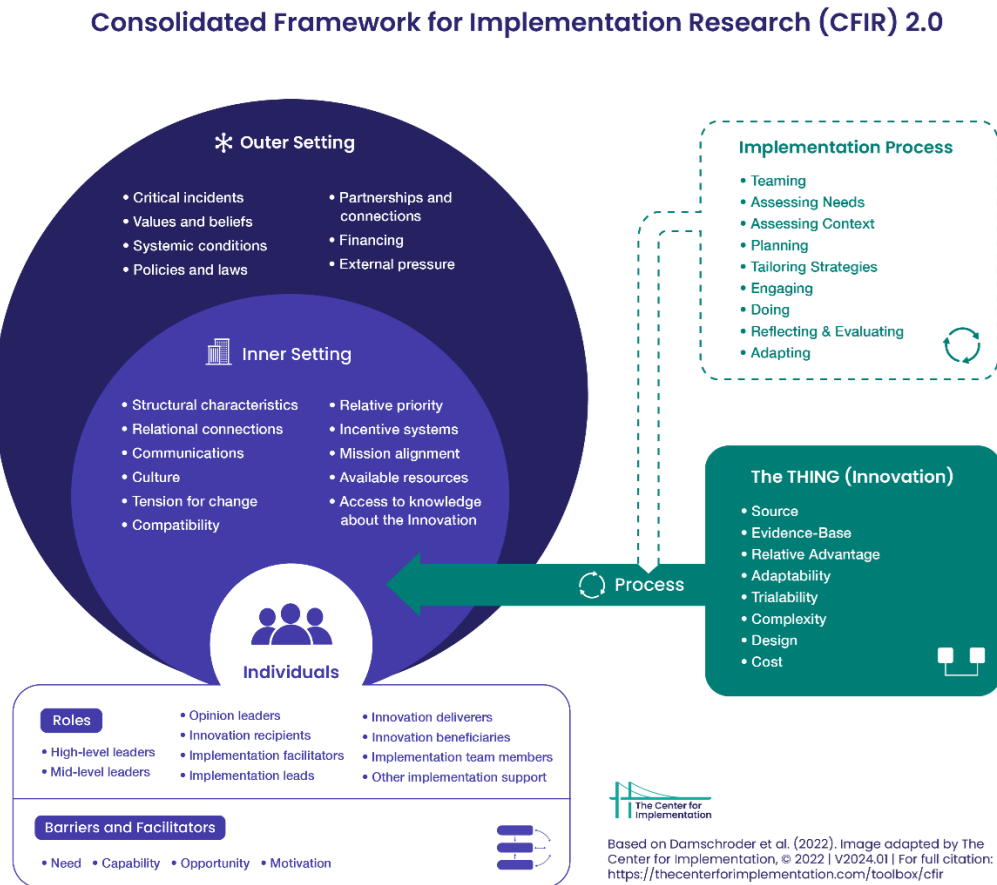 Consolidated Framework for Implementation Research (CFIR) 2.0
Outer Setting
• Critical incidents
• Values and beliefs
• Systemic conditions
• Policies and laws
• Partnerships and
connections
• Financing
• External pressure
Inner Setting
• Structural characteristics
• Relational connections
• Communications
• Culture
• Tension for change
• Compatibility
• Relative priority
• Incentive systems
• Mission alignment
• Available resources
• Access to knowledge
about the Innovation
Individuals
Roles
• High-level leaders
• Mid-level leaders
• Opinion leaders
• Innovation recipients
• Implementation facilitators
• Implementation leads
• Innovation deliverers
• Innovation beneficiaries
• Implementation team members
• Other implementation support
Barriers and Facilitators
• Need • Capability • Opportunity • Motivation
Implementation Process
• Teaming
• Assessing Needs
• Assessing Context
• Planning
• Tailoring Strategies
• Engaging
• Doing
• Reflecting & Evaluating
• Adapting
Process
The THING (Innovation)
• Source
• Evidence-Base
• Relative Advantage
• Adaptability
• Trialability
• Complexity
• Design
• Cost
The Center for
Implementation
Based on Damschroder et al. (2022). Image adapted by The
Center for Implementation, © 2022 | V2024.01 | For full citation:
https://thecenterforimplementation.com/toolbox/cfir